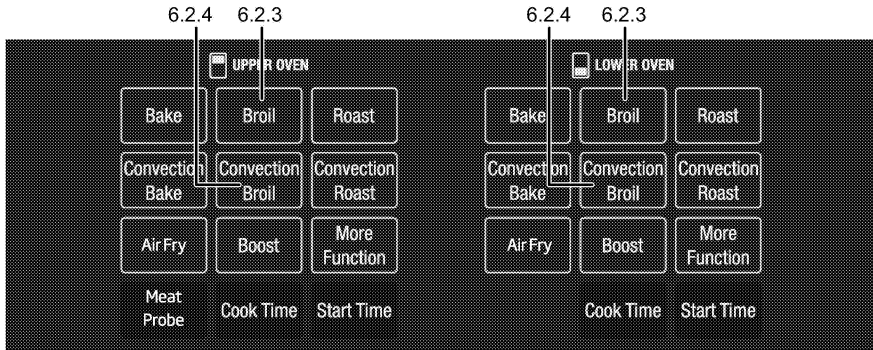 6.2.4 6.2.3 6.2.4 6.2.3
UPPER OVEN LOWER OVEN
Bake Broil Roast Bake Broil Roast
Convection Convection Convection Convection Convection Convection
Bake Broil Roast Bake Broil Roast
Air Fry Boost More Function Air Fry Boost More Function
Meat Probe Cook Time Start Time Cook Time Start Time